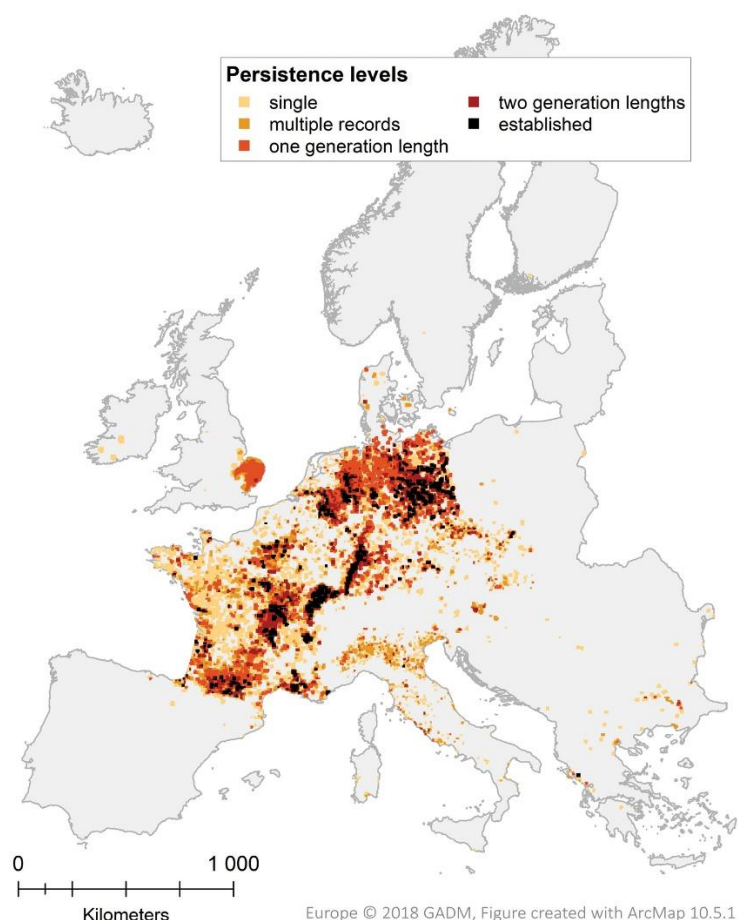 Persistence levels
single
multiple records
one generation length
two generation lengths
established
0 1 000
Kilometers
Europe © 2018 GADM, Figure created with ArcMap 10.5.1